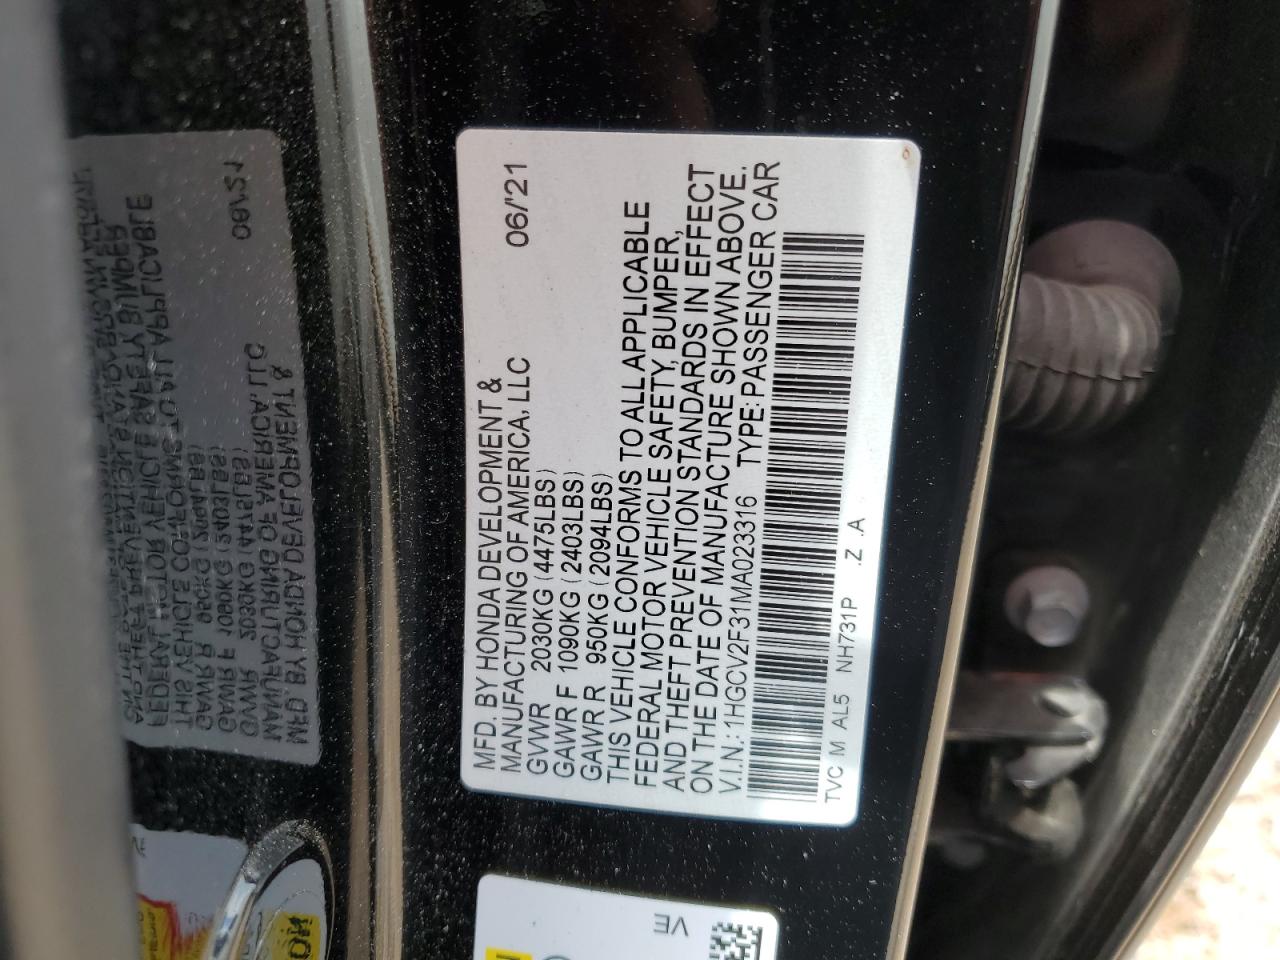 MFD. BY HONDA DEVELOPMENT &
MANUFACTURING OF AMERICA, LLC 06/'21
GVWR 2030KG (4475LBS)
GAWR F 1090KG (2403LBS)
GAWR R 950KG (2094LBS)
THIS VEHICLE CONFORMS TO ALL APPLICABLE
FEDERAL MOTOR VEHICLE SAFETY, BUMPER,
AND THEFT PREVENTION STANDARDS IN EFFECT
ON THE DATE OF MANUFACTURE SHOWN ABOVE.
V.I.N.: 1HGCV2F31MA023316 TYPE: PASSENGER CAR
TVC M AL5 NH731P .Z .A
VE